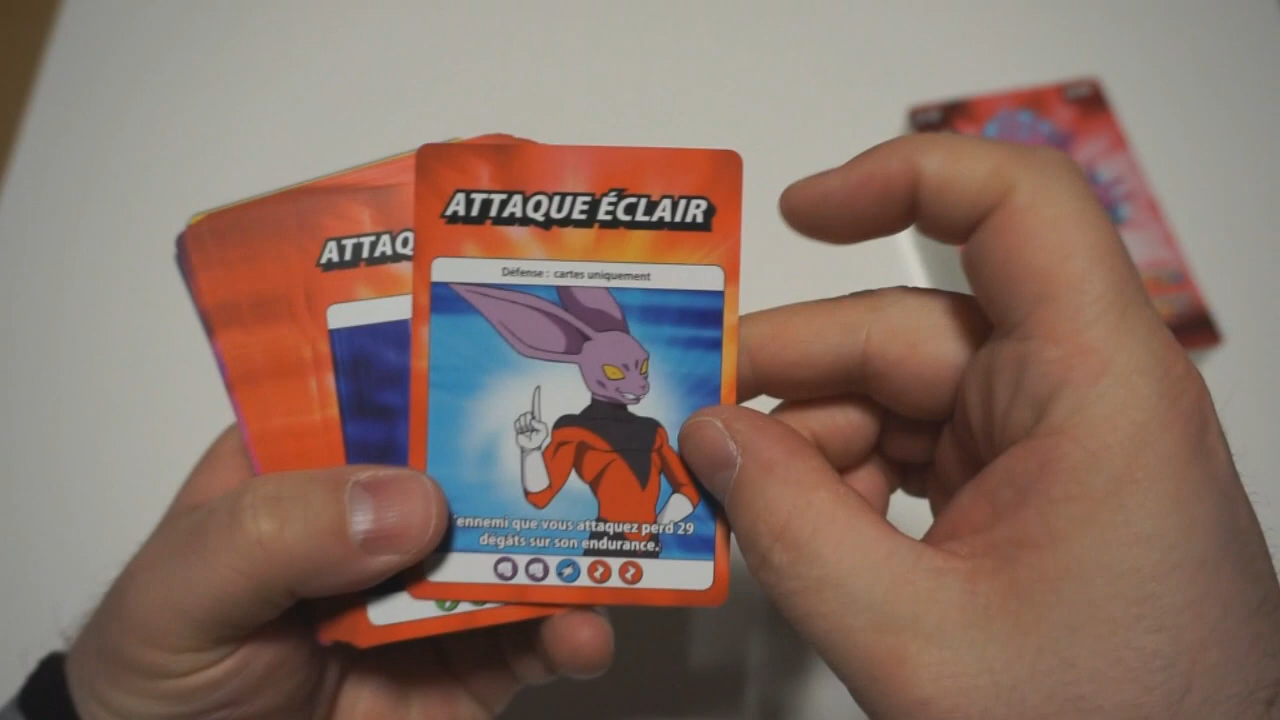 ATTAQUE ÉCLAIR
ATTAQ
Défense : cartes uniquement
'ennemi que vous attaquez perd 29
dégâts sur son endurance.